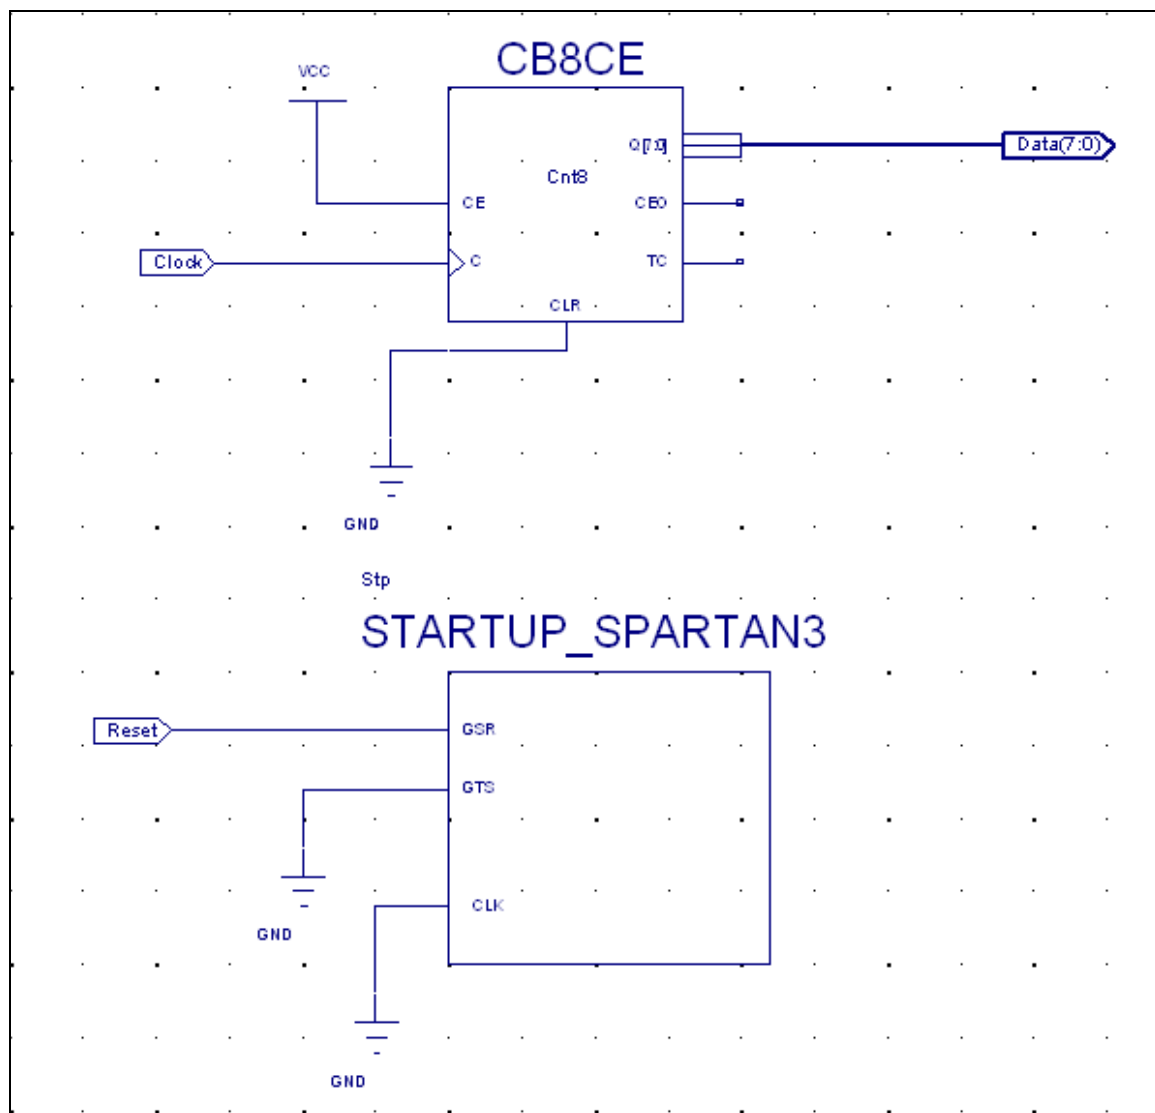 CB8CE
VCC
Q[7:0]
Data(7:0)
Cnt8
CE
CEO
Clock
C
TC
CLR
GND
Stp
STARTUP_SPARTAN3
Reset
GSR
GTS
CLK
GND
GND